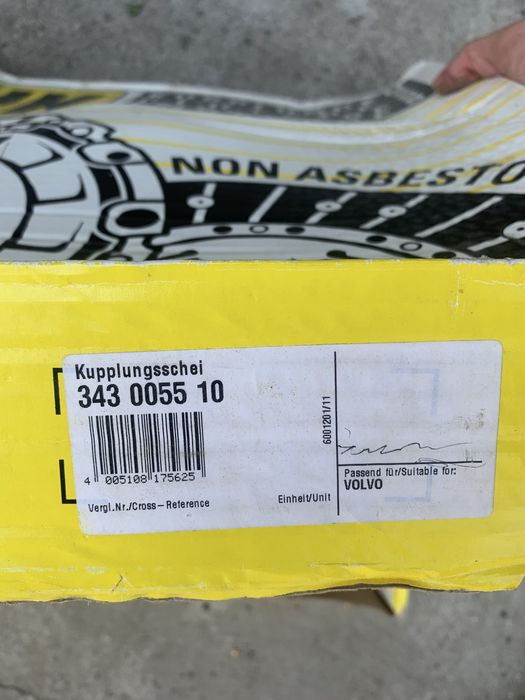 NON ASBESTO
Kupplungsschei
343 0055 10
4 005108 175625
6001201/11
Vergl.Nr./Cross-Reference
Einheit/Unit
Passend für/Suitable for:
VOLVO